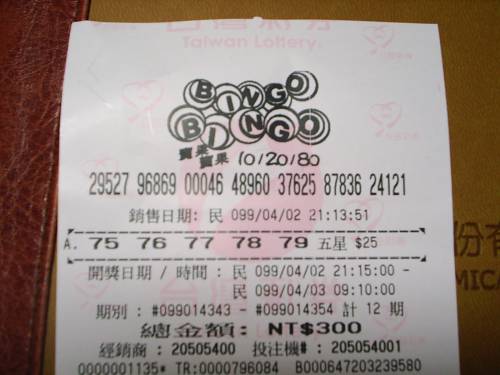 Taiwan Lottery.
BINGO
BINGO
賓果
賓果 10/20/80
29527 96869 00046 48960 37625 87836 24121
銷售日期: 民 099/04/02 21:13:51
A. 75 76 77 78 79 五星 $25
開獎日期 / 時間 : 民 099/04/02 21:15:00 -
民 099/04/03 09:10:00
期別 : #099014343 - #099014354 計 12 期
總金額: NT$300
經銷商 : 20505400 投注機# : 205054001
0000001135* TR:0000796084 B000647203239580
份有
MICA